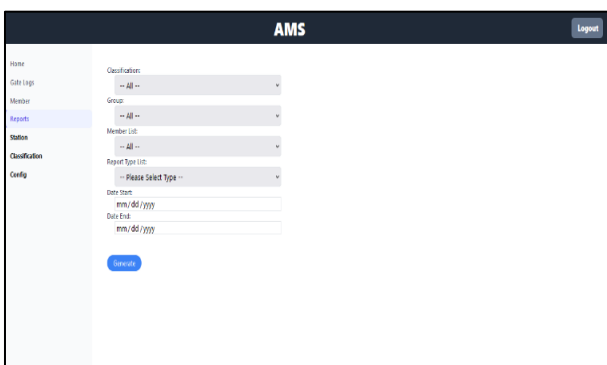 AMS
Logout
Home
Gate Logs
Member
Reports
Station
Classification
Config
Classification:
-- All --
Group:
-- All --
Member List:
-- All --
Report Type List:
-- Please Select Type --
Date Start:
mm/dd/yyyy
Date End:
mm/dd/yyyy
Generate